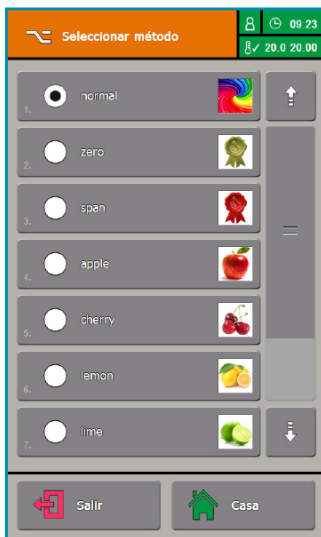 Seleccionar método
09 23
20.0 20.00
1. normal
2. zero
3. span
4. apple
5. cherry
6. lemon
7. lime
Salir
Casa